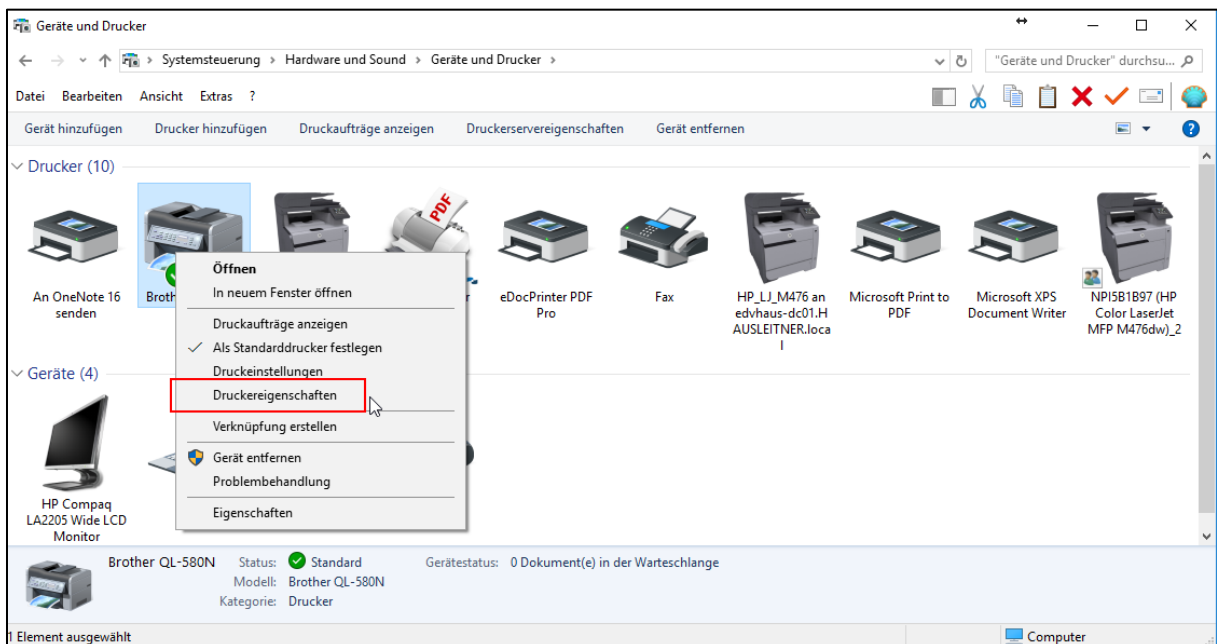 Geräte und Drucker
Systemsteuerung > Hardware und Sound > Geräte und Drucker >
"Geräte und Drucker" durchsu...
Datei Bearbeiten Ansicht Extras ?
Gerät hinzufügen Drucker hinzufügen Druckaufträge anzeigen Druckerservereigenschaften Gerät entfernen
Drucker (10)
PDF
An OneNote 16
senden
Broth
eDocPrinter PDF
Pro
Fax
HP_LJ_M476 an
edvhaus-dc01.H
AUSLEITNER.loca
l
Microsoft Print to
PDF
Microsoft XPS
Document Writer
NPI5B1B97 (HP
Color LaserJet
MFP M476dw)_2
Öffnen
In neuem Fenster öffnen
Druckaufträge anzeigen
Als Standarddrucker festlegen
Druckeinstellungen
Druckereigenschaften
Verknüpfung erstellen
Gerät entfernen
Problembehandlung
Eigenschaften
Geräte (4)
HP Compaq
LA2205 Wide LCD
Monitor
Brother QL-580N Status: Standard Gerätestatus: 0 Dokument(e) in der Warteschlange
Modell: Brother QL-580N
Kategorie: Drucker
1 Element ausgewählt Computer